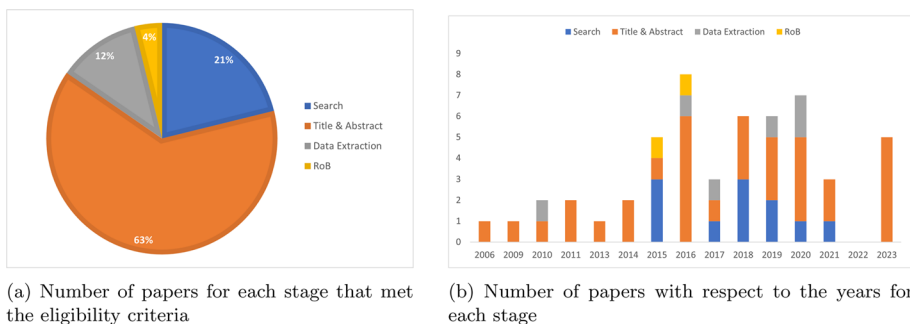 4%
12%
21%
63%
Search
Title & Abstract
Data Extraction
RoB
(a) Number of papers for each stage that met
the eligibility criteria
Search Title & Abstract Data Extraction RoB
9
8
7
6
5
4
3
2
1
0
2006 2009 2010 2011 2013 2014 2015 2016 2017 2018 2019 2020 2021 2022 2023
(b) Number of papers with respect to the years for
each stage